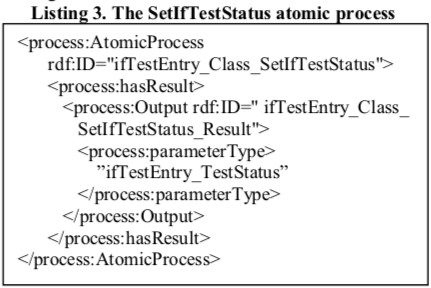 Listing 3. The SetIfTestStatus atomic process
<process:AtomicProcess
rdf:ID="ifTestEntry_Class_SetIfTestStatus">
<process:hasResult>
<process:Output rdf:ID=" ifTestEntry_Class_
SetIfTestStatus_Result">
<process:parameterType>
”ifTestEntry_TestStatus”
</process:parameterType>
</process:Output>
</process:hasResult>
</process:AtomicProcess>